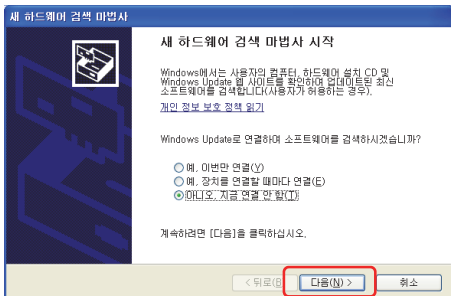 새 하드웨어 검색 마법사
새 하드웨어 검색 마법사 시작
Windows에서는 사용자의 컴퓨터, 하드웨어 설치 CD 및
Windows Update 웹 사이트를 확인하여 업데이트된 최신
소프트웨어를 검색합니다(사용자가 허용하는 경우).
개인 정보 보호 정책 읽기
Windows Update로 연결하여 소프트웨어를 검색하시겠습니까?
예, 이번만 연결(Y)
예, 장치를 연결할 때마다 연결(E)
아니오, 지금 연결 안 함(T)
계속하려면 [다음]을 클릭하십시오.
< 뒤로(B 다음(N) > 취소